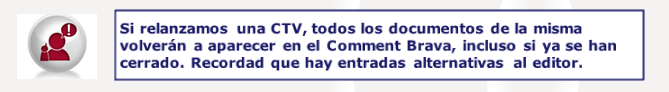 Si relanzamos una CTV, todos los documentos de la misma
volverán a aparecer en el Comment Brava, incluso si ya se han
cerrado. Recordad que hay entradas alternativas al editor.